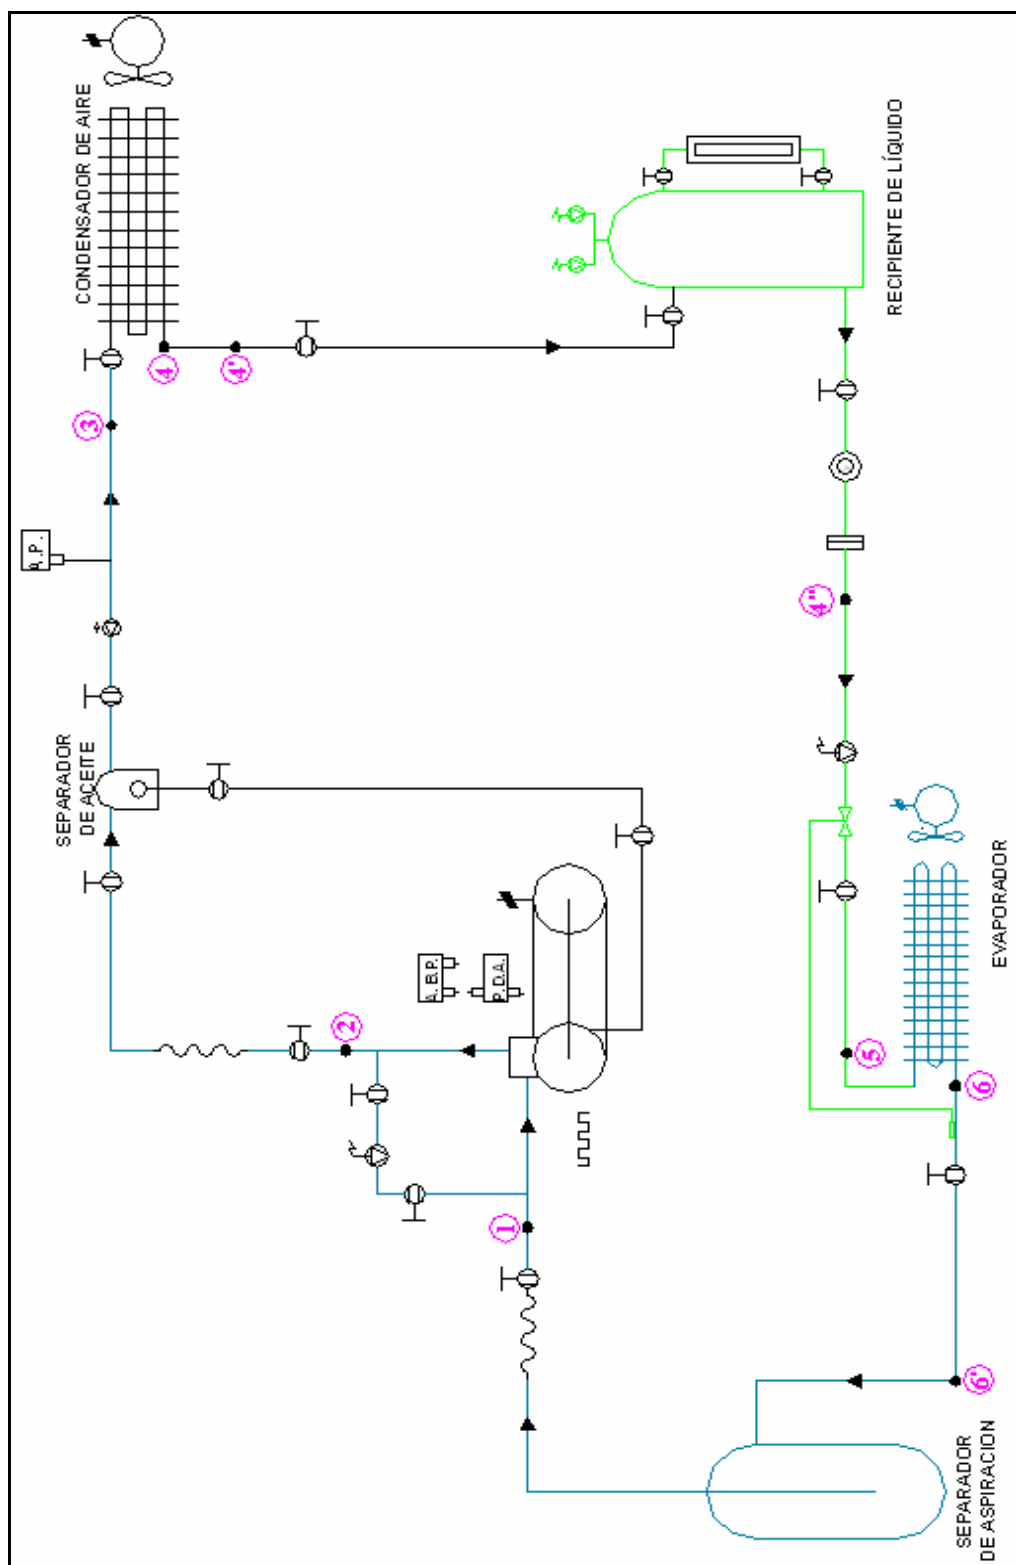 CONDENSADOR DE AIRE
RECIPIENTE DE LÍQUIDO
3
4
4'
A.P.
4"
SEPARADOR
DE ACEITE
A.B.P.
P.D.A.
2
5
6
EVAPORADOR
1
6'
SEPARADOR
DE ASPIRACION